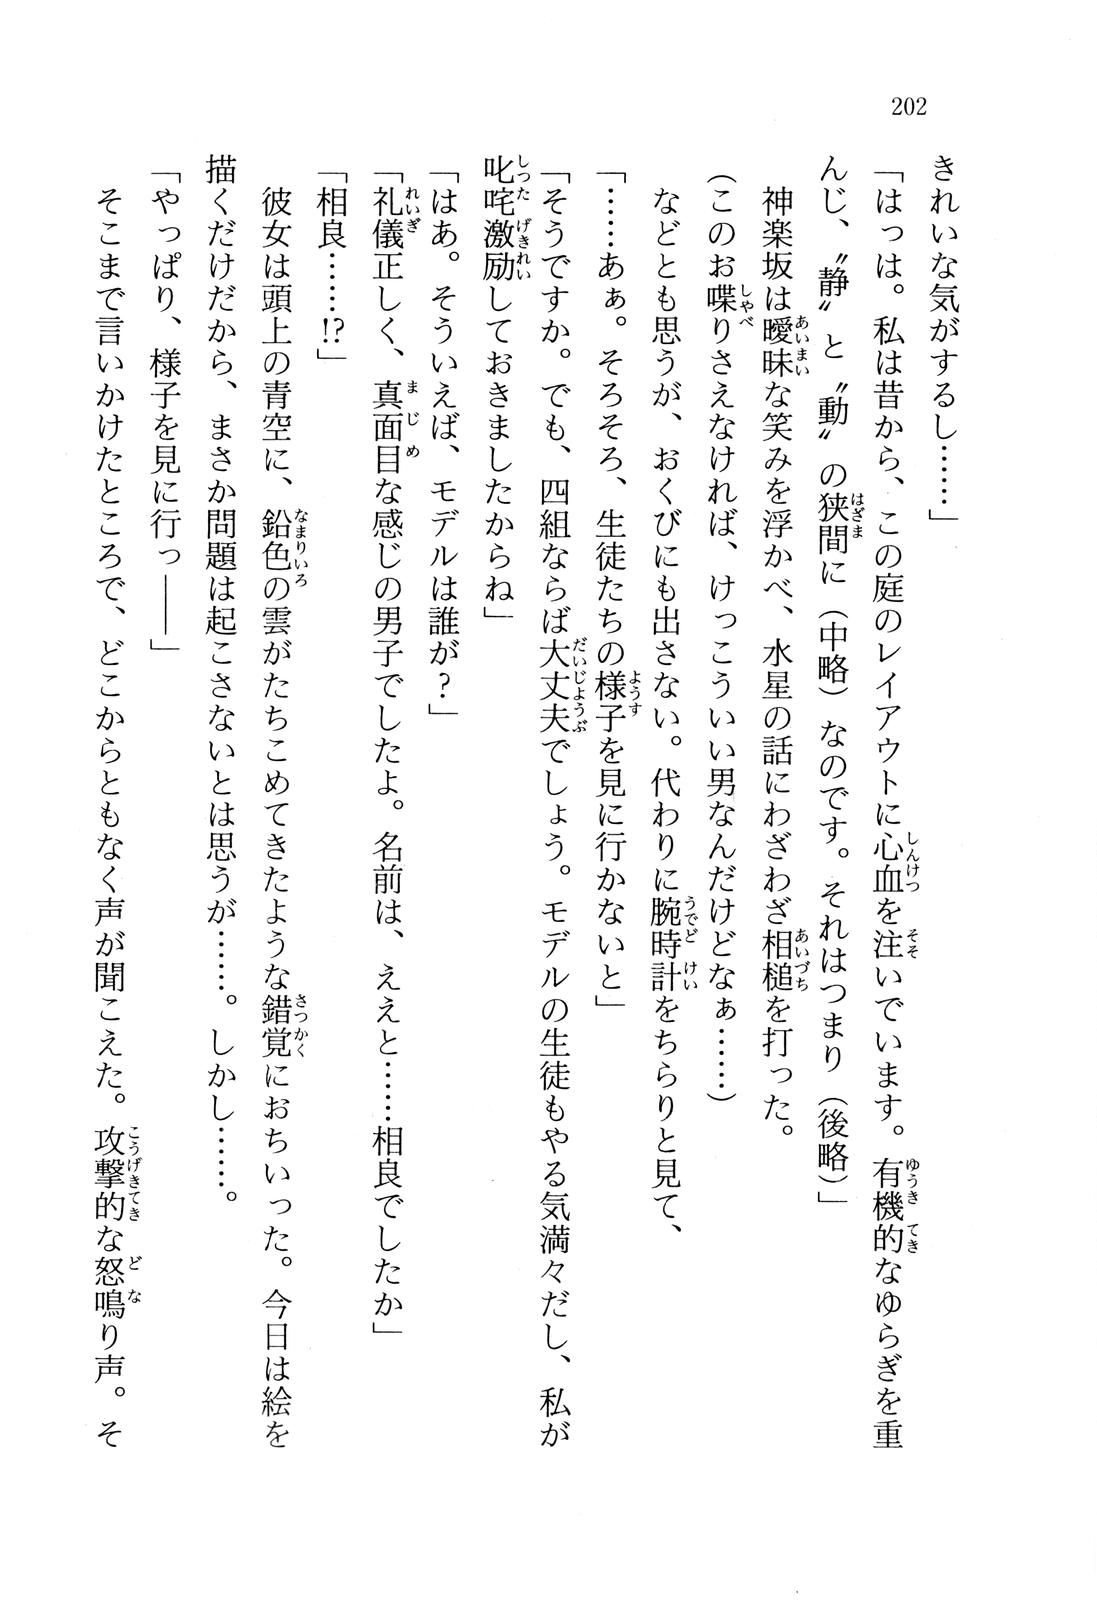 202
きれいな気がするし……」
「はっは。私は昔から、この庭のレイアウトに心血を注いでいます。有機的なゆらぎを重
んじ、〝静〟と〝動〟の狭間に（中略）なのです。それはつまり（後略）」
神楽坂は曖昧な笑みを浮かべ、水星の話にわざわざ相槌を打った。
（このお喋りさえなければ、けっこういい男なんだけどなぁ……）
などとも思うが、おくびにも出さない。代わりに腕時計をちらりと見て、
「……あぁ。そろそろ、生徒たちの様子を見に行かないと」
「そうですか。でも、四組ならば大丈夫でしょう。モデルの生徒もやる気満々だし、私が
叱咤激励しておきましたからね」
「はあ。そういえば、モデルは誰が？」
「礼儀正しく、真面目な感じの男子でしたよ。名前は、ええと……相良でしたか」
「相良……!?」
彼女は頭上の青空に、鉛色の雲がたちこめてきたような錯覚におちいった。今日は絵を
描くだけだから、まさか問題は起こさないとは思うが……。しかし……。
「やっぱり、様子を見に行っ――」
そこまで言いかけたところで、どこからともなく声が聞こえた。攻撃的な怒鳴り声。そ